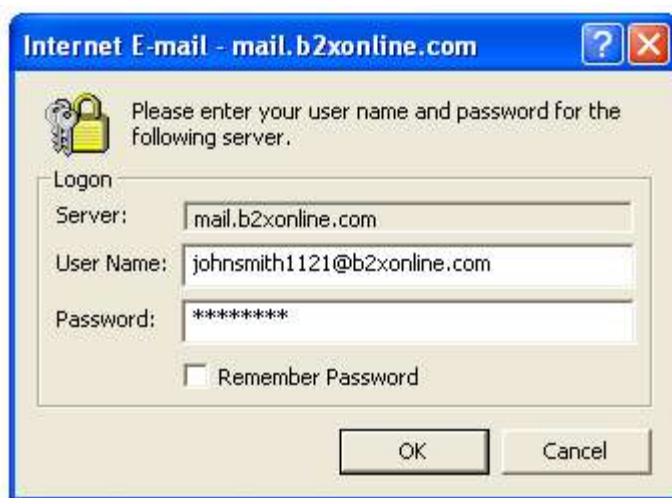 Internet E-mail - mail.b2xonline.com
Please enter your user name and password for the
following server.
Logon
Server: mail.b2xonline.com
User Name: johnsmith1121@b2xonline.com
Password: ********
Remember Password
OK Cancel